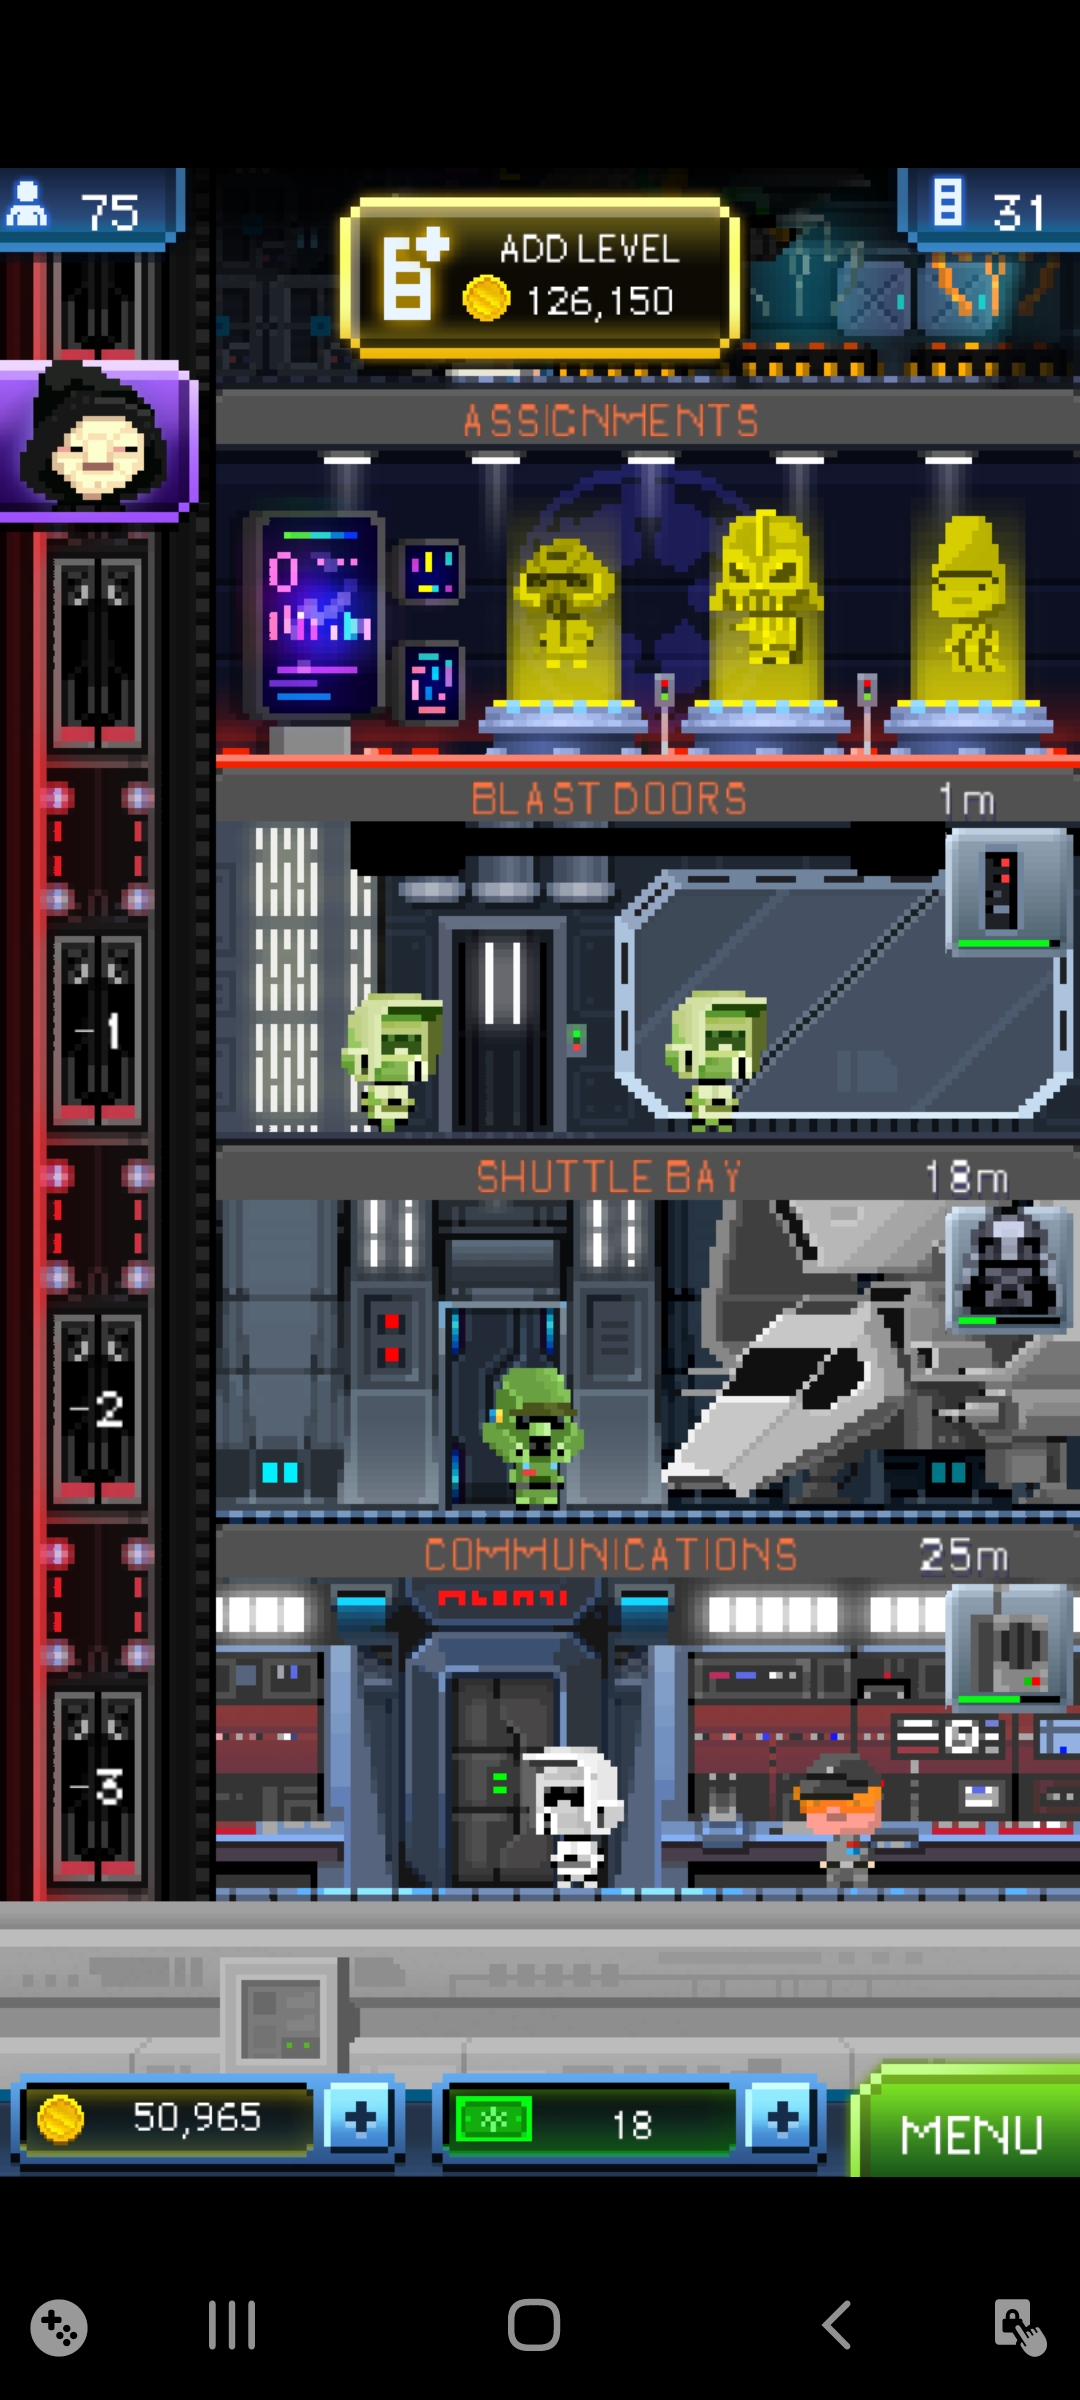 75
31
ADD LEVEL
126,150
ASSIGNMENTS
BLAST DOORS 1m
-1
SHUTTLE BAY 18m
-2
COMMUNICATIONS 25m
-3
50,965
18
MENU